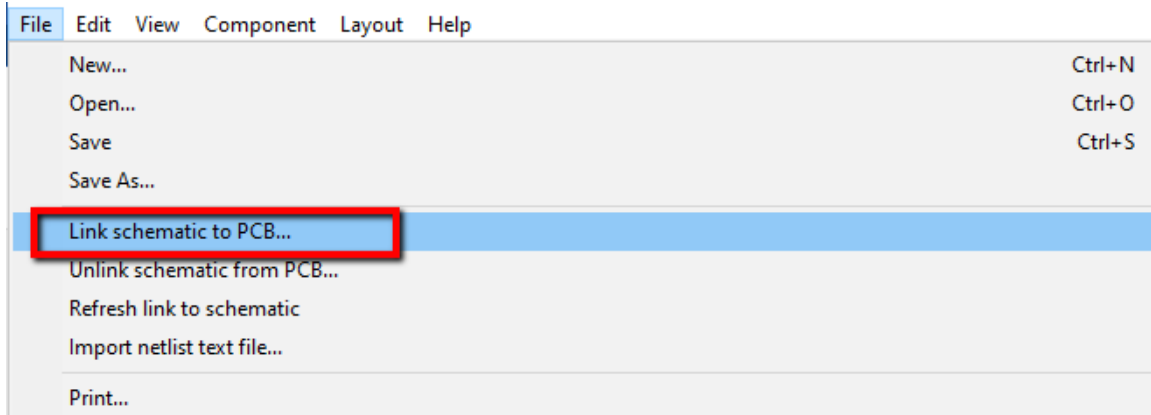 File Edit View Component Layout Help
New... Ctrl+N
Open... Ctrl+O
Save Ctrl+S
Save As...
Link schematic to PCB...
Unlink schematic from PCB...
Refresh link to schematic
Import netlist text file...
Print...